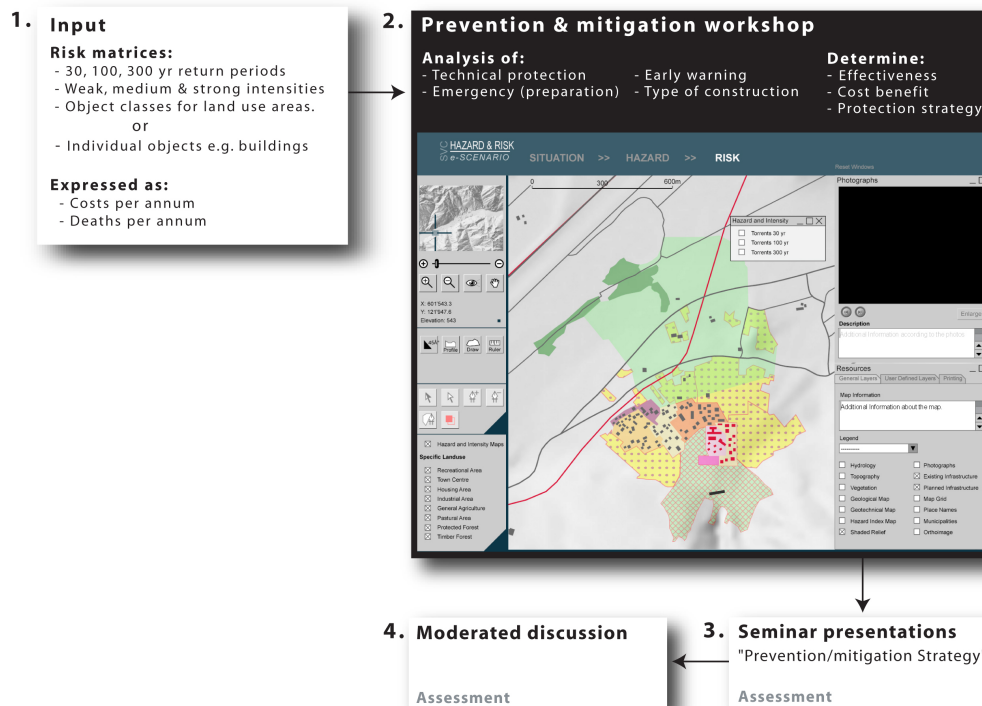 1. Input
Risk matrices:
- 30, 100, 300 yr return periods
- Weak, medium & strong intensities
- Object classes for land use areas.
or
- Individual objects e.g. buildings
Expressed as:
- Costs per annum
- Deaths per annum
2. Prevention & mitigation workshop
Analysis of:
- Technical protection
- Emergency (preparation)
- Early warning
- Type of construction
Determine:
- Effectiveness
- Cost benefit
- Protection strategy
SVC HAZARD & RISK
e-SCENARIO
SITUATION >> HAZARD >> RISK
Reset Windows
X: 601'543.3
Y: 121'947.6
Elevation: 543
45%
Profile
Draw
Ruler
Hazard and Intensity Maps
Specific Landuse
Recreational Area
Town Centre
Housing Area
Industrial Area
General Agriculture
Pastural Area
Protected Forest
Timber Forest
0 300 600m
Hazard and Intensity
Torrents 30 yr
Torrents 100 yr
Torrents 300 yr
Photographs
Enlarge
Description
Additional Information according to the photos
Resources
General Layers User Defined Layers Printing
Map Information
Additional Information about the map
Legend
----------
Hydrology
Topography
Vegetation
Geological Map
Geotechnical Map
Hazard Index Map
Shaded Relief
Photographs
Existing Infrastructure
Planned Infrastructure
Map Grid
Place Names
Municipalities
Orthoimage
3. Seminar presentations
"Prevention/mitigation Strategy
Assessment
4. Moderated discussion
Assessment